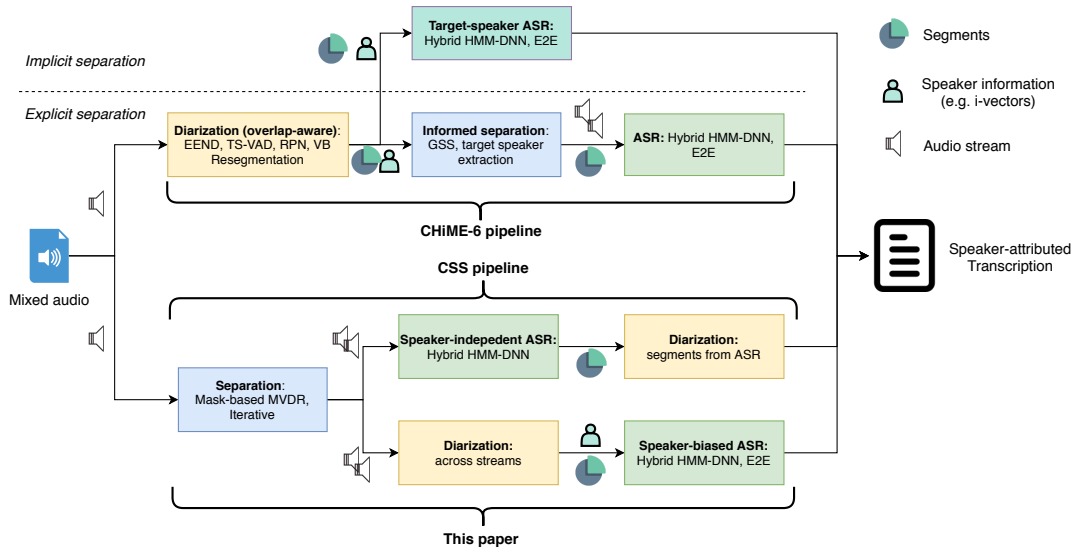 Target-speaker ASR:
Hybrid HMM-DNN, E2E
Segments
Implicit separation
Speaker information
(e.g. i-vectors)
Explicit separation
Diarization (overlap-aware):
EEND, TS-VAD, RPN, VB
Resegmentation
Informed separation:
GSS, target speaker
extraction
ASR: Hybrid HMM-DNN,
E2E
Audio stream
CHiME-6 pipeline
Mixed audio
Speaker-attributed
Transcription
CSS pipeline
Speaker-indepedent ASR:
Hybrid HMM-DNN
Diarization:
segments from ASR
Separation:
Mask-based MVDR,
Iterative
Diarization:
across streams
Speaker-biased ASR:
Hybrid HMM-DNN, E2E
This paper